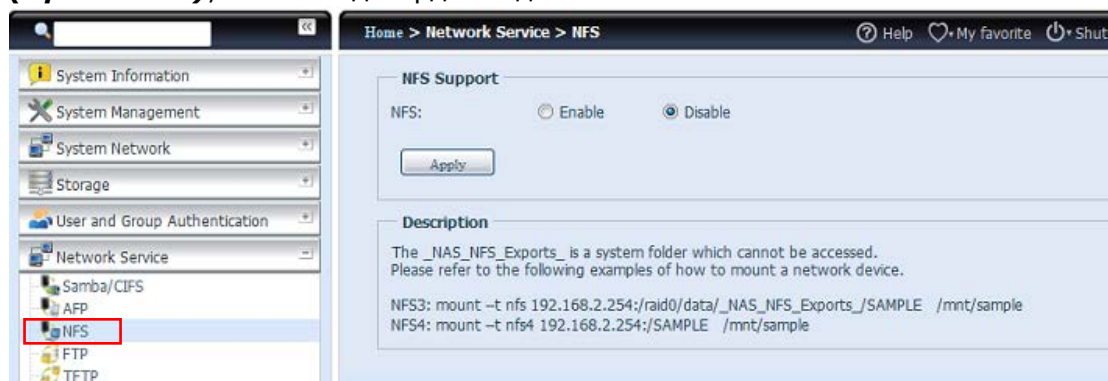 Home > Network Service > NFS
Help My favorite Shut
System Information
System Management
System Network
Storage
User and Group Authentication
Network Service
Samba/CIFS
AFP
NFS
FTP
TFTP
NFS Support
NFS: Enable Disable
Apply
Description
The _NAS_NFS_Exports_ is a system folder which cannot be accessed.
Please refer to the following examples of how to mount a network device.
NFS3: mount –t nfs 192.168.2.254:/raid0/data/_NAS_NFS_Exports_/SAMPLE /mnt/sample
NFS4: mount –t nfs4 192.168.2.254:/SAMPLE /mnt/sample